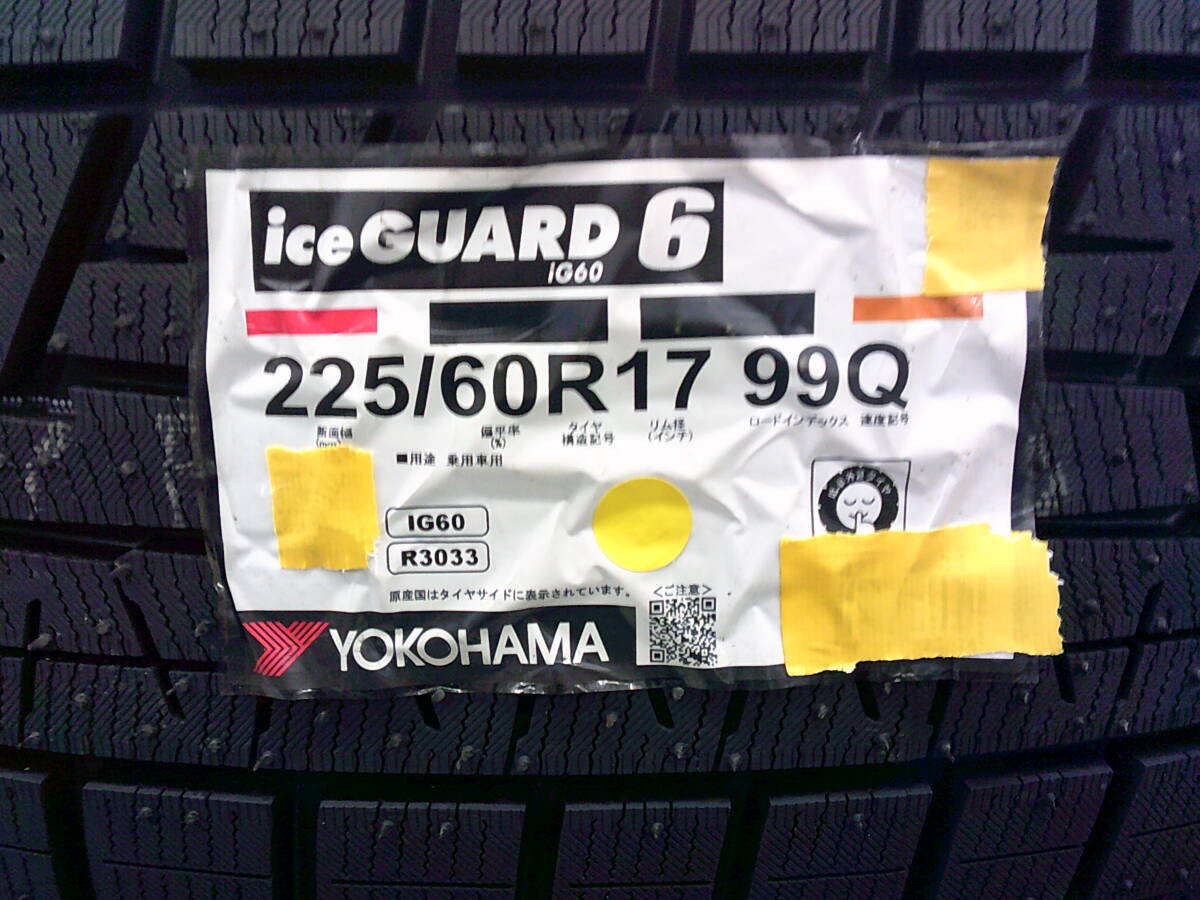 iceGUARD 6
iG60
225/60R17 99Q
断面幅 偏平率 タイヤ リム径 ロードインデックス 速度記号
(mm) (%) 構造記号 (インチ)
■用途 乗用車用
IG60
R3033
原産国はタイヤサイドに表示されています。
<ご注意>
YOKOHAMA